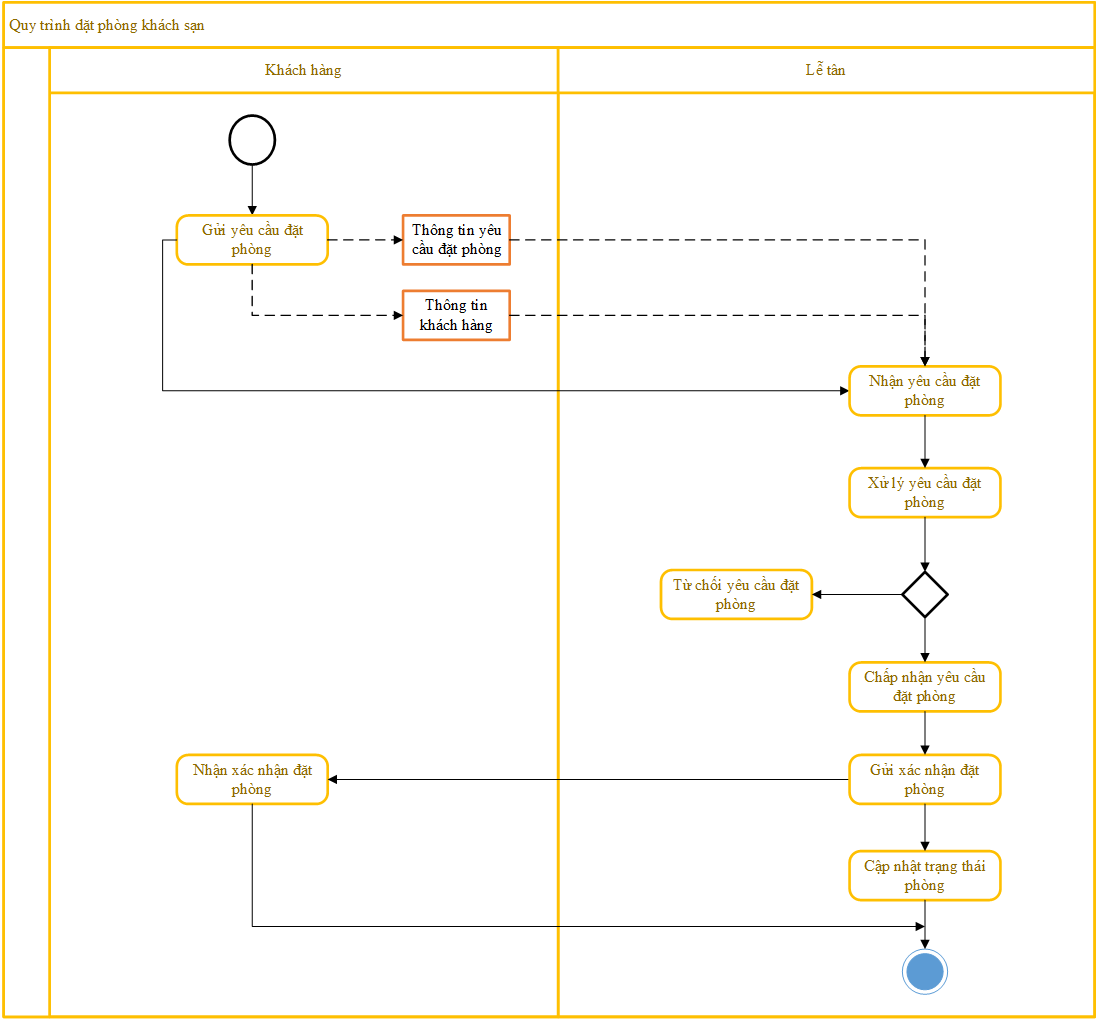 Quy trình đặt phòng khách sạn
Khách hàng
Lễ tân
Gửi yêu cầu đặt
phòng
Thông tin yêu
cầu đặt phòng
Thông tin
khách hàng
Nhận yêu cầu đặt
phòng
Xử lý yêu cầu đặt
phòng
Từ chối yêu cầu đặt
phòng
Chấp nhận yêu cầu
đặt phòng
Nhận xác nhận đặt
phòng
Gửi xác nhận đặt
phòng
Cập nhật trạng thái
phòng